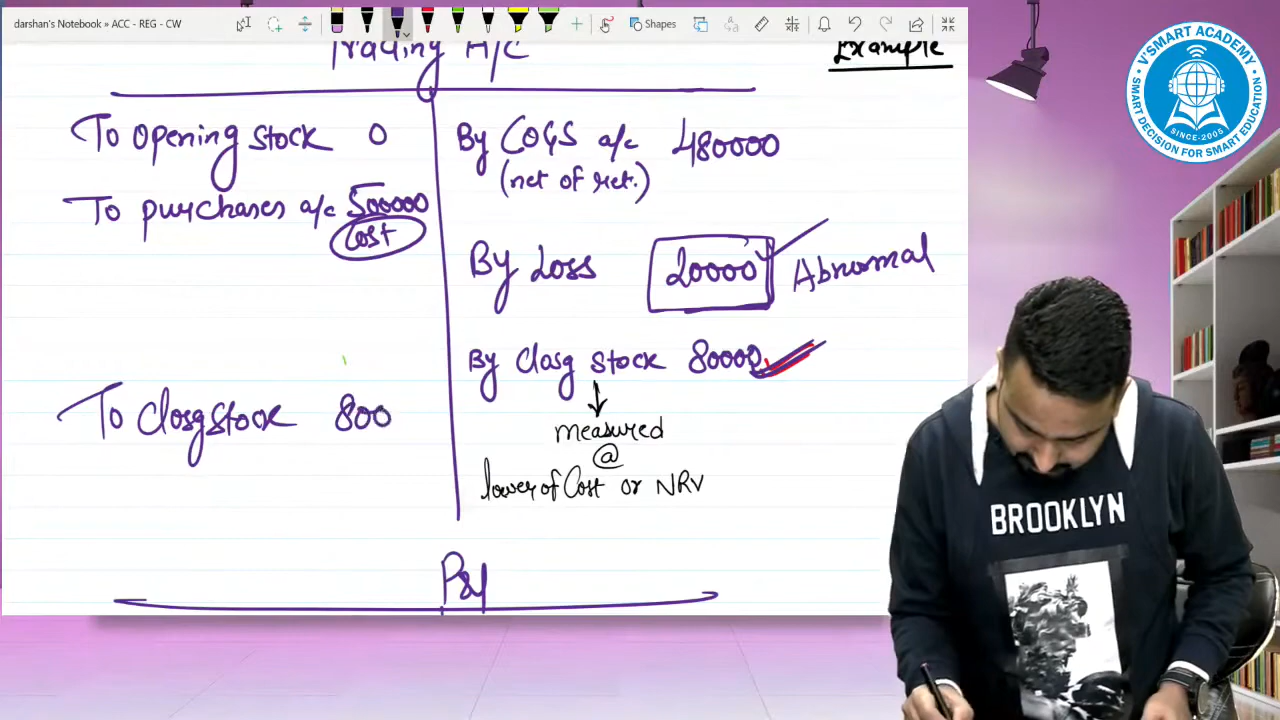 darshan's Notebook » ACC - REG - CW
Shapes
Trading A/C
Example
To opening stock 0
By COGS a/c 480000
(net of ret.)
To purchases a/c 500000
Cost
By Loss 20000 Abnormal
By Closg stock 80000
To Closgstock 800
measured
@
lower of Cost or NRV
P&L
V'SMART ACADEMY
SINCE-2005
SMART DECISION FOR SMART EDUCATION.
BROOKLYN